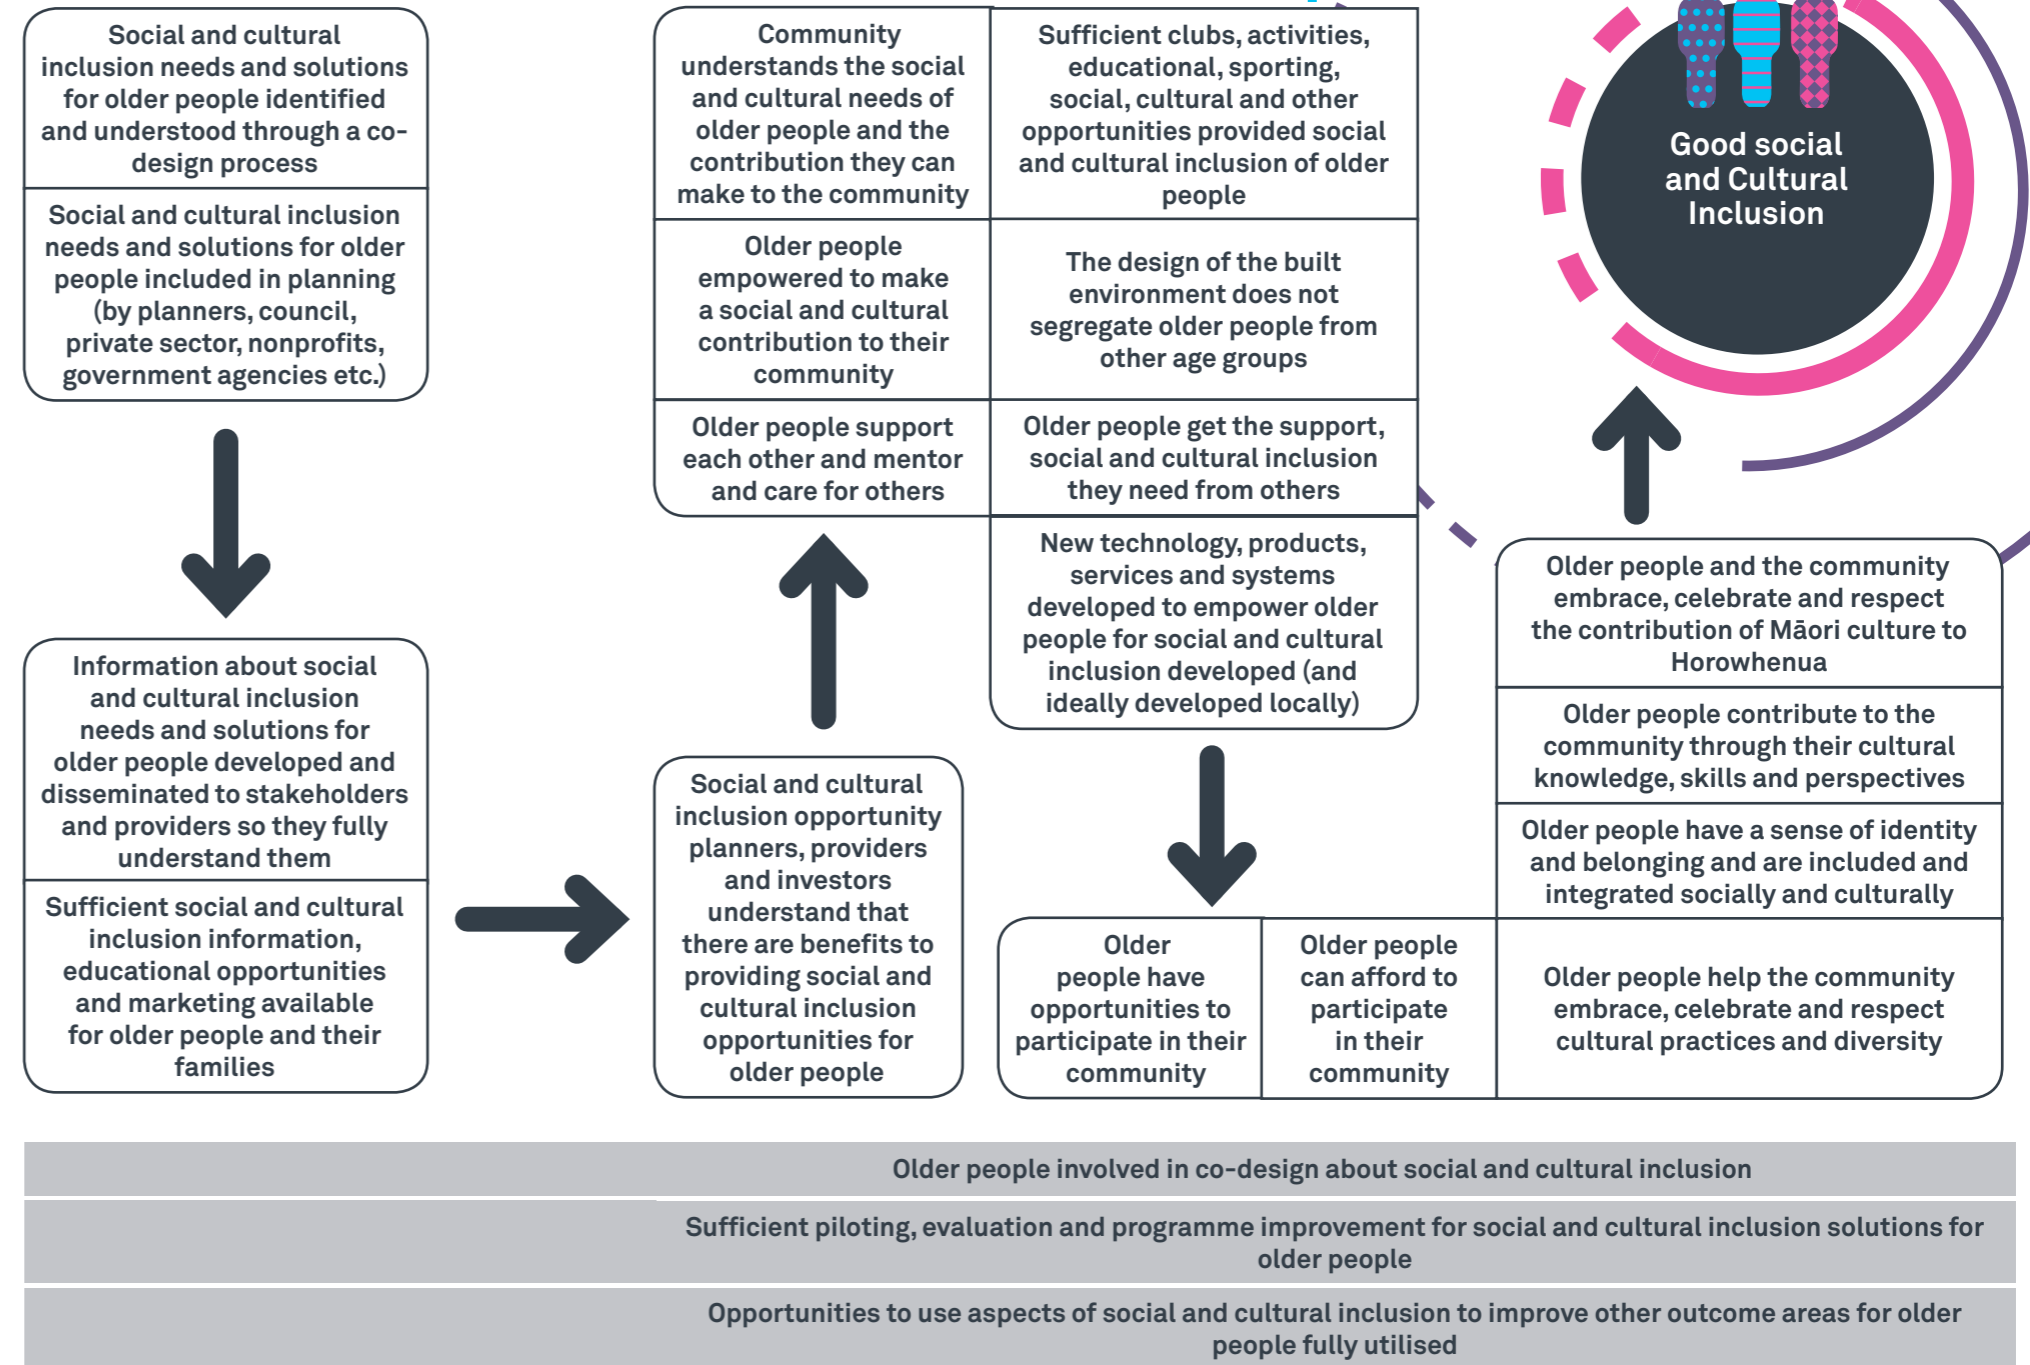 Social and cultural
inclusion needs and solutions
for older people identified
and understood through a co-
design process
Social and cultural inclusion
needs and solutions for older
people included in planning
(by planners, council,
private sector, nonprofits,
government agencies etc.)
Information about social
and cultural inclusion
needs and solutions for
older people developed and
disseminated to stakeholders
and providers so they fully
understand them
Sufficient social and cultural
inclusion information,
educational opportunities
and marketing available
for older people and their
families
Social and cultural
inclusion opportunity
planners, providers
and investors
understand that
there are benefits to
providing social and
cultural inclusion
opportunities for
older people
Community
understands the social
and cultural needs of
older people and the
contribution they can
make to the community
Older people
empowered to make
a social and cultural
contribution to their
community
Older people support
each other and mentor
and care for others
Sufficient clubs, activities,
educational, sporting,
social, cultural and other
opportunities provided social
and cultural inclusion of older
people
The design of the built
environment does not
segregate older people from
other age groups
Older people get the support,
social and cultural inclusion
they need from others
New technology, products,
services and systems
developed to empower older
people for social and cultural
inclusion developed (and
ideally developed locally)
Older
people have
opportunities to
participate in their
community
Older people
can afford to
participate
in their
community
Older people and the community
embrace, celebrate and respect
the contribution of Māori culture to
Horowhenua
Older people contribute to the
community through their cultural
knowledge, skills and perspectives
Older people have a sense of identity
and belonging and are included and
integrated socially and culturally
Older people help the community
embrace, celebrate and respect
cultural practices and diversity
Good social
and Cultural
Inclusion
Older people involved in co-design about social and cultural inclusion
Sufficient piloting, evaluation and programme improvement for social and cultural inclusion solutions for
older people
Opportunities to use aspects of social and cultural inclusion to improve other outcome areas for older
people fully utilised